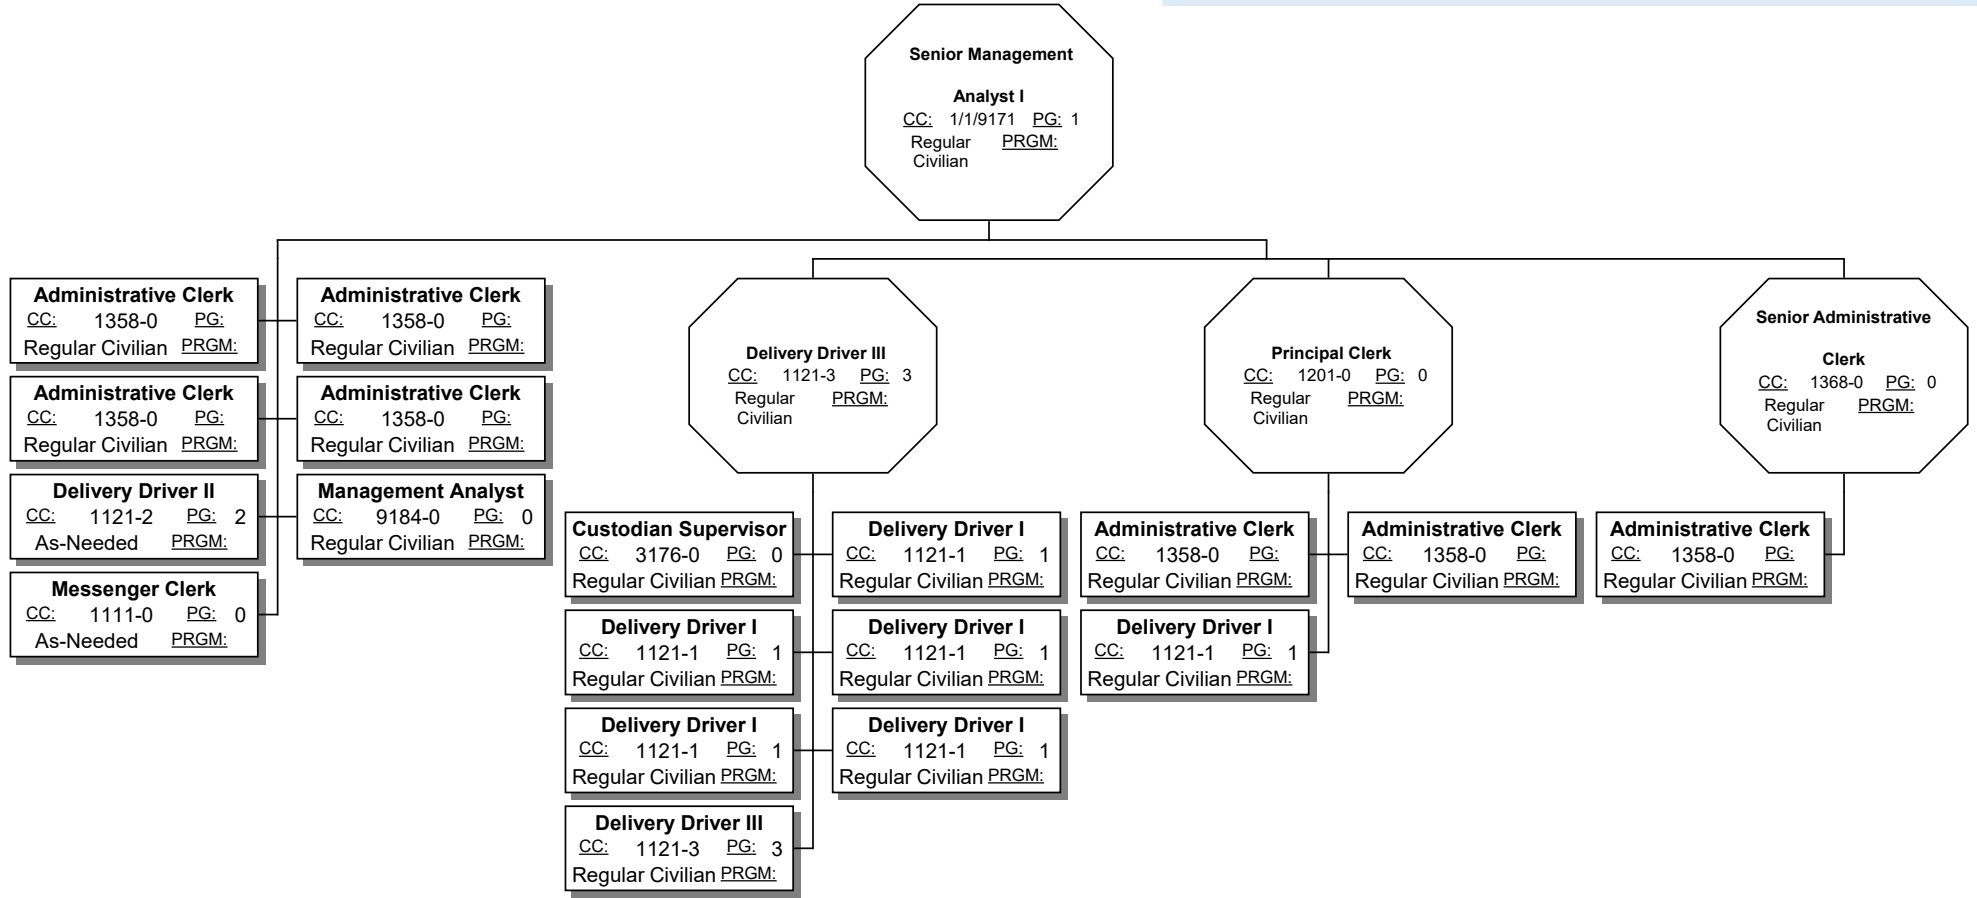 Senior Management
Analyst I
CC: 1/1/9171 PG: 1
Regular PRGM:
Civilian
Administrative Clerk
CC: 1358-0 PG:
Regular Civilian PRGM:
Administrative Clerk
CC: 1358-0 PG:
Regular Civilian PRGM:
Administrative Clerk
CC: 1358-0 PG:
Regular Civilian PRGM:
Administrative Clerk
CC: 1358-0 PG:
Regular Civilian PRGM:
Delivery Driver II
CC: 1121-2 PG: 2
As-Needed PRGM:
Management Analyst
CC: 9184-0 PG: 0
Regular Civilian PRGM:
Messenger Clerk
CC: 1111-0 PG: 0
As-Needed PRGM:
Delivery Driver III
CC: 1121-3 PG: 3
Regular PRGM:
Civilian
Custodian Supervisor
CC: 3176-0 PG: 0
Regular Civilian PRGM:
Delivery Driver I
CC: 1121-1 PG: 1
Regular Civilian PRGM:
Delivery Driver I
CC: 1121-1 PG: 1
Regular Civilian PRGM:
Delivery Driver I
CC: 1121-1 PG: 1
Regular Civilian PRGM:
Delivery Driver I
CC: 1121-1 PG: 1
Regular Civilian PRGM:
Delivery Driver I
CC: 1121-1 PG: 1
Regular Civilian PRGM:
Delivery Driver III
CC: 1121-3 PG: 3
Regular Civilian PRGM:
Principal Clerk
CC: 1201-0 PG: 0
Regular PRGM:
Civilian
Administrative Clerk
CC: 1358-0 PG:
Regular Civilian PRGM:
Administrative Clerk
CC: 1358-0 PG:
Regular Civilian PRGM:
Delivery Driver I
CC: 1121-1 PG: 1
Regular Civilian PRGM:
Senior Administrative
Clerk
CC: 1368-0 PG: 0
Regular PRGM:
Civilian
Administrative Clerk
CC: 1358-0 PG:
Regular Civilian PRGM: